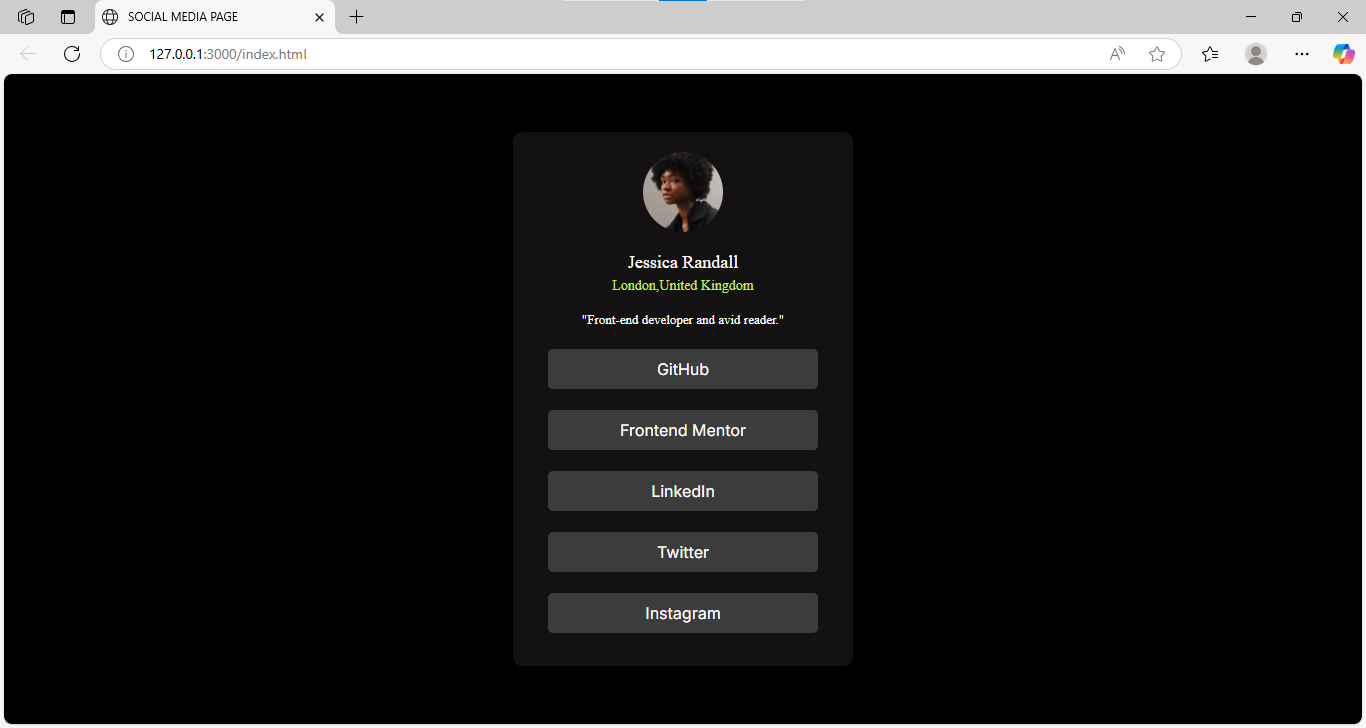 SOCIAL MEDIA PAGE
127.0.0.1:3000/index.html
Jessica Randall
London,United Kingdom
"Front-end developer and avid reader."
GitHub
Frontend Mentor
LinkedIn
Twitter
Instagram